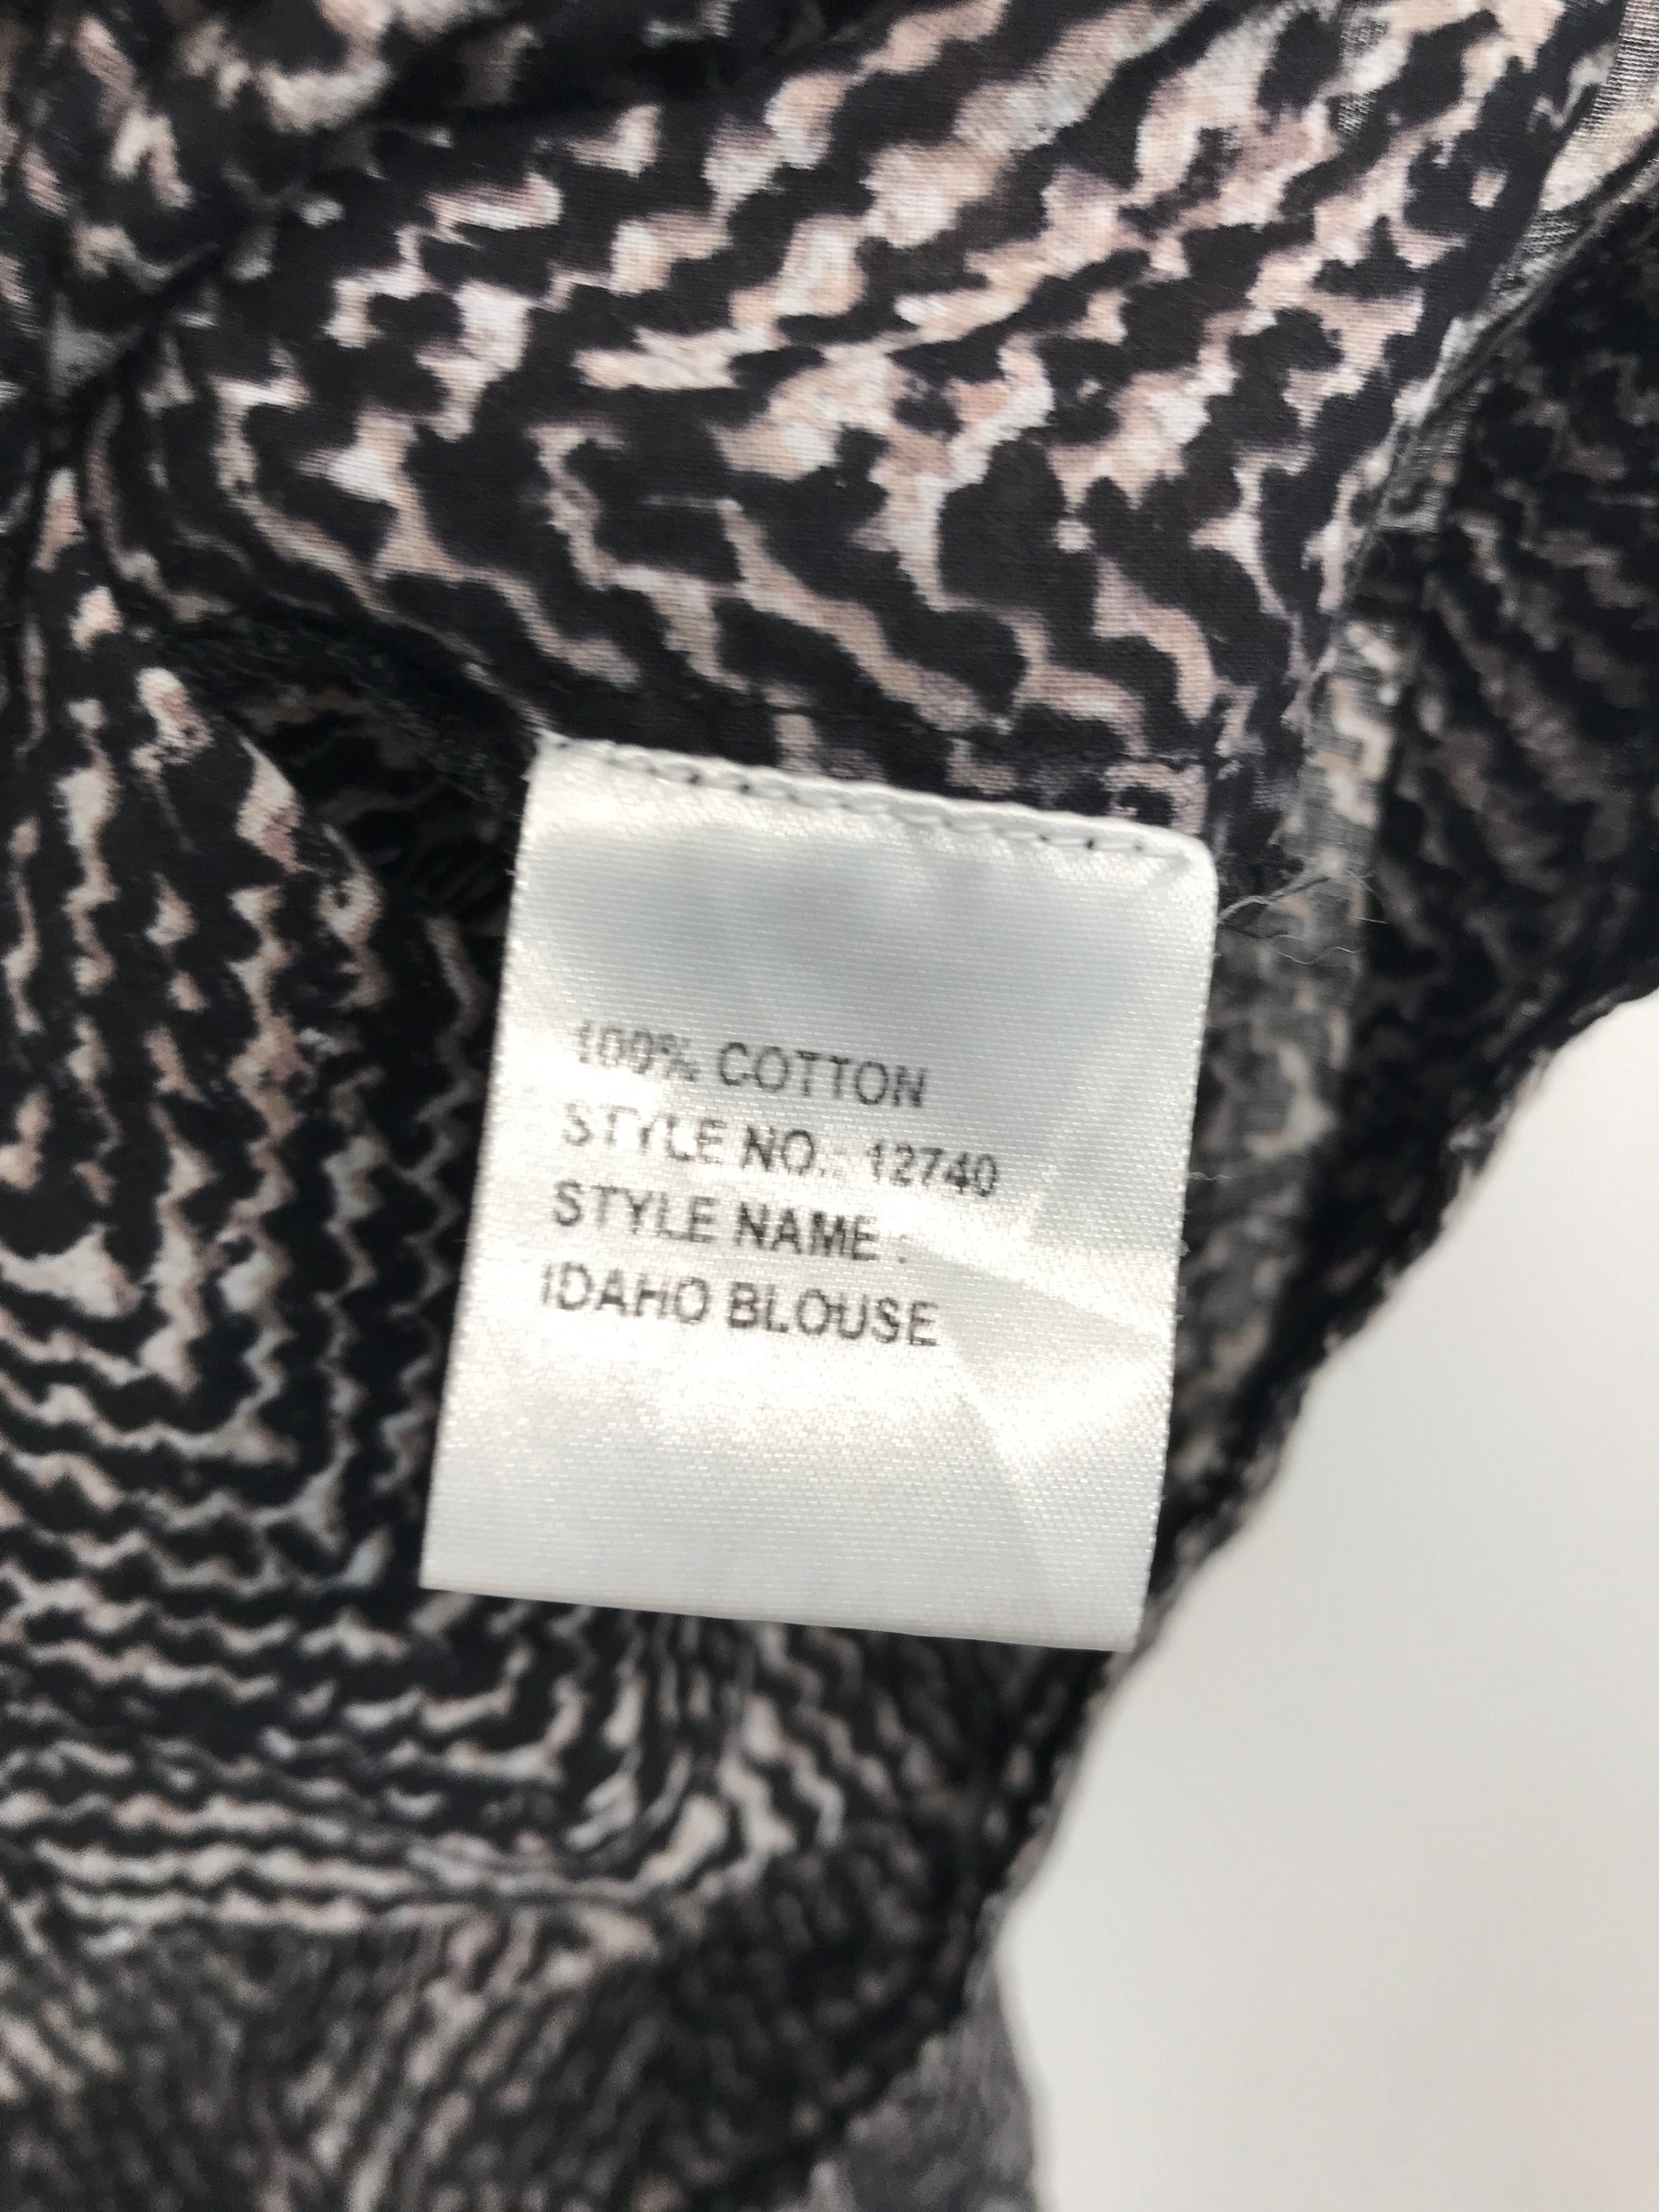 100% COTTON
STYLE NO.: 12740
STYLE NAME :
IDAHO BLOUSE